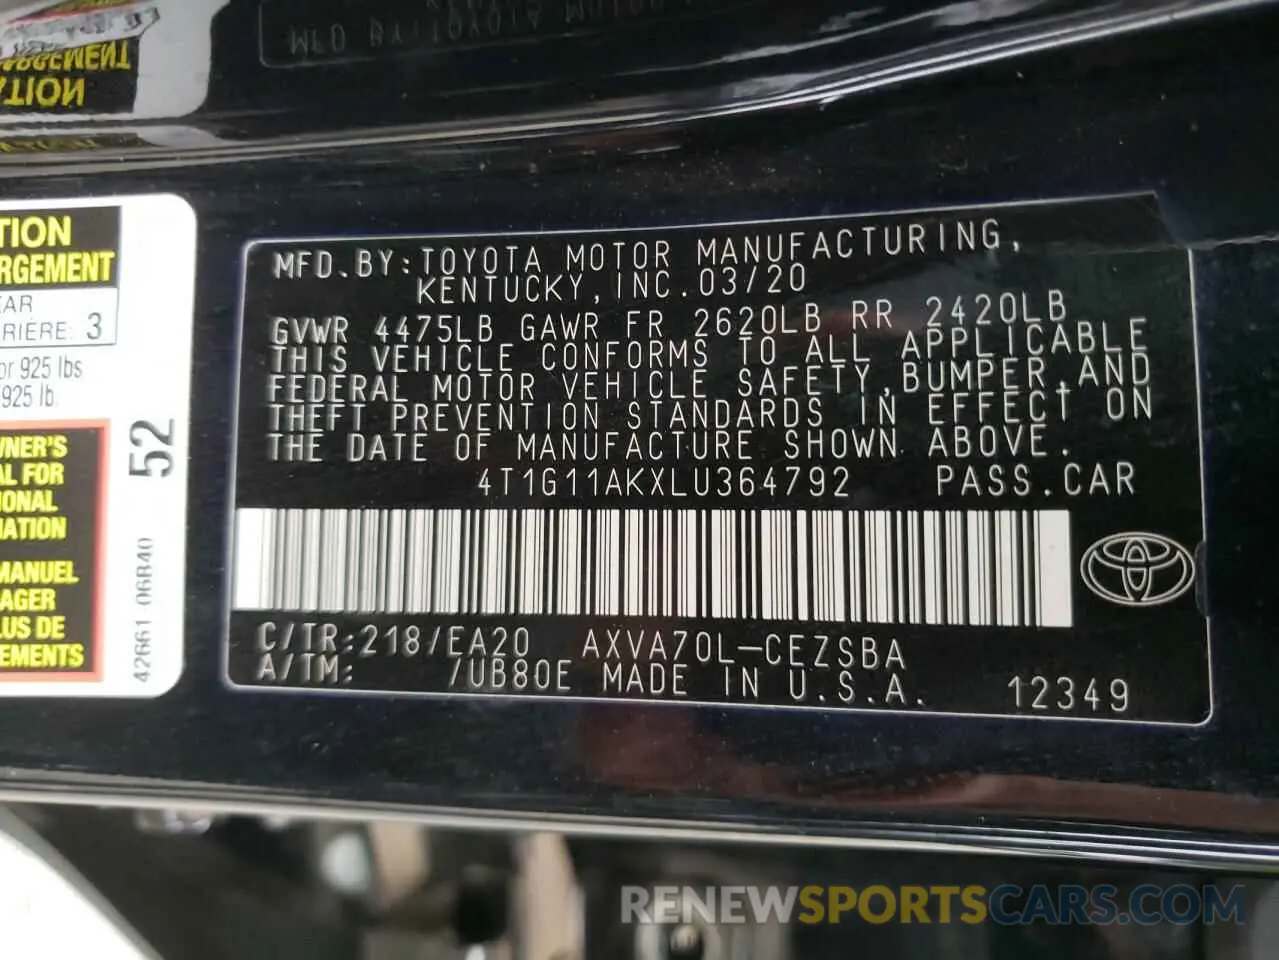 TION
RGEMENT
AR
RIERE: 3
or 925 lbs
925 lb.
WNER'S
AL FOR
IONAL
MATION
MANUEL
AGER
LUS DE
EMENTS
52
42661 06B40
MFD.BY:TOYOTA MOTOR MANUFACTURING,
KENTUCKY,INC.03/20
GVWR 4475LB GAWR FR 2620LB RR 2420LB
THIS VEHICLE CONFORMS TO ALL APPLICABLE
FEDERAL MOTOR VEHICLE SAFETY,BUMPER,AND
THEFT PREVENTION STANDARDS IN EFFECT ON
THE DATE OF MANUFACTURE SHOWN ABOVE.
4T1G11AKXLU364792 PASS.CAR
C/TR:218/EA20 AXVA70L-CEZSBA
A/TM: /UB80E MADE IN U.S.A. 12349
RENEWSPORTSCARS.COM